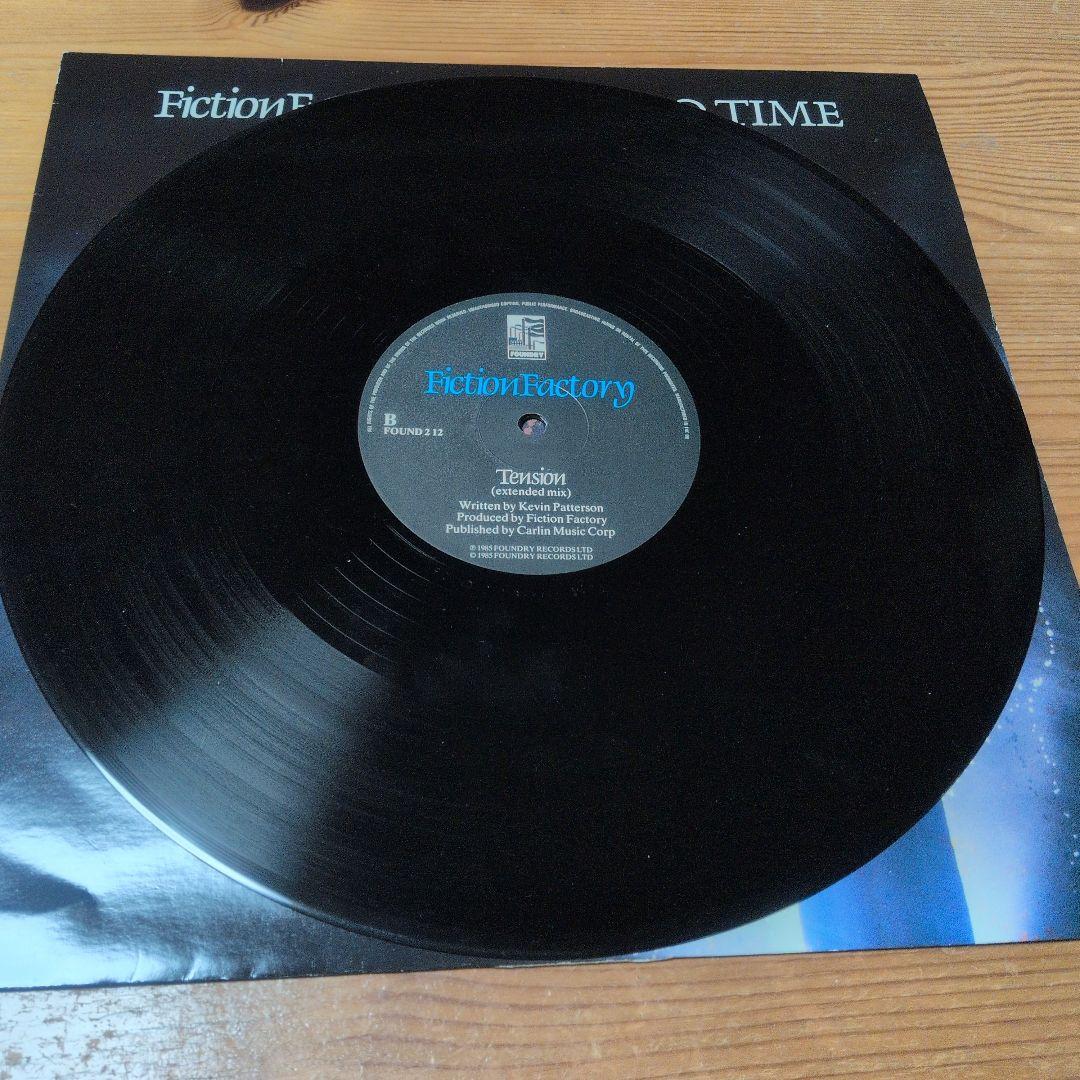 Fiction
TIME
FOUNDRY
FictionFactory
B
FOUND 2 12
Tension
(extended mix)
Written by Kevin Patterson
Produced by Fiction Factory
Published by Carlin Music Corp
℗ 1985 FOUNDRY RECORDS LTD
© 1985 FOUNDRY RECORDS LTD